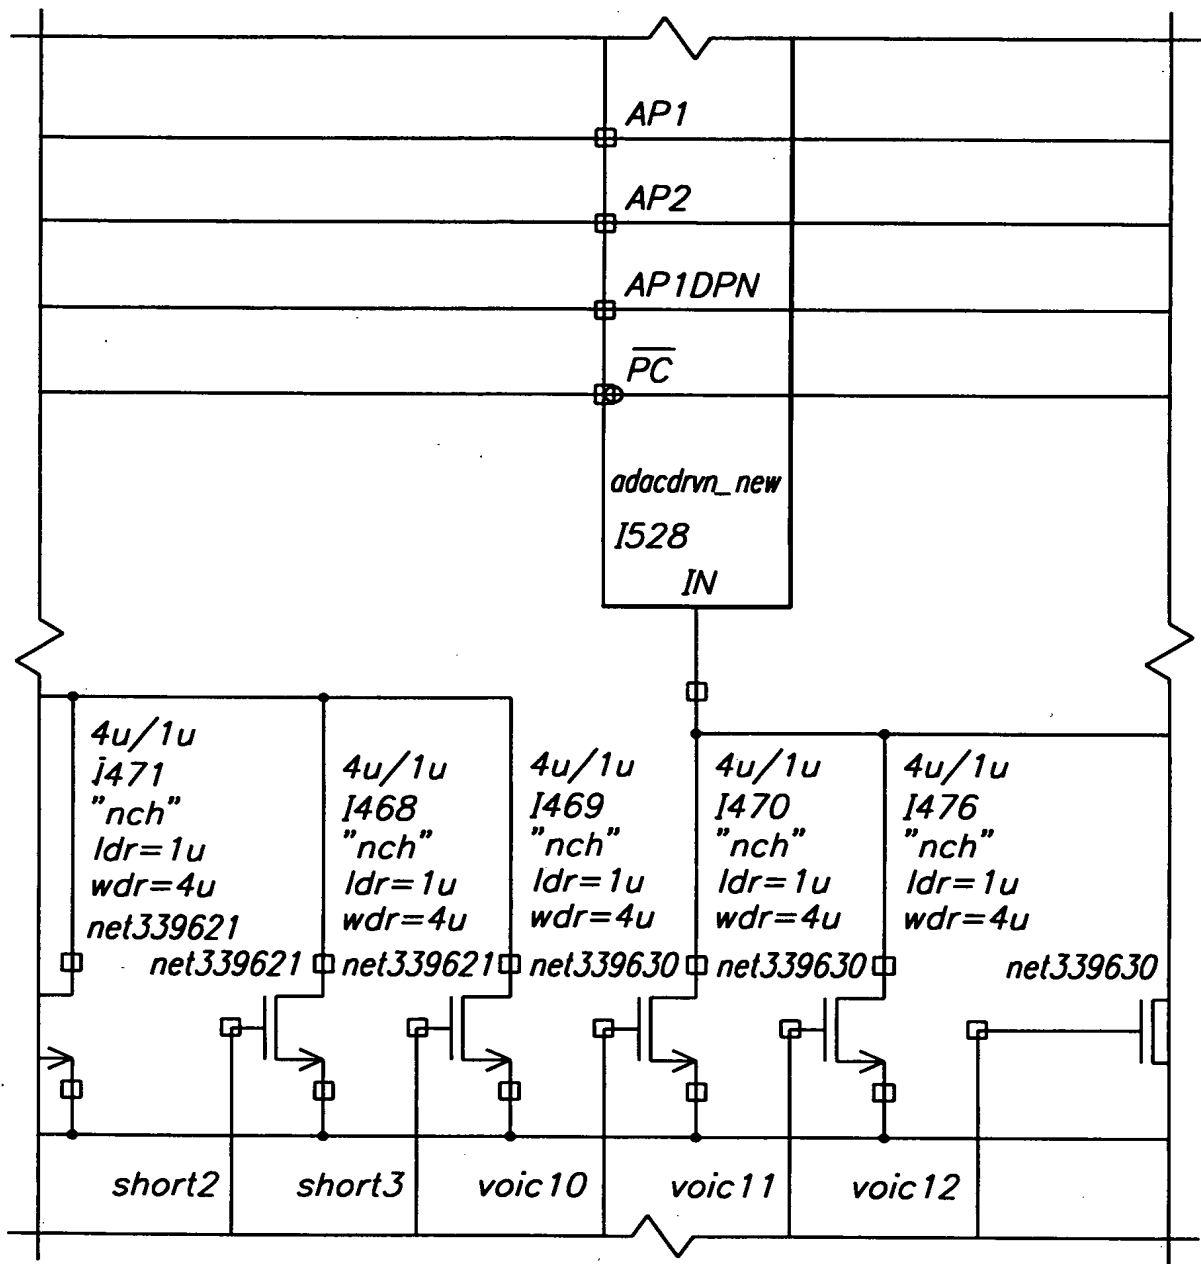 AP1
AP2
AP1DPN
PC
adacdrvn_new
I528
IN
4u/1u
I471
"nch"
ldr=1u
wdr=4u
net339621
4u/1u
I468
"nch"
ldr=1u
wdr=4u
net339621
4u/1u
I469
"nch"
ldr=1u
wdr=4u
net339621
4u/1u
I470
"nch"
ldr=1u
wdr=4u
net339630
4u/1u
I476
"nch"
ldr=1u
wdr=4u
net339630
net339630
short2
short3
voic10
voic11
voic12